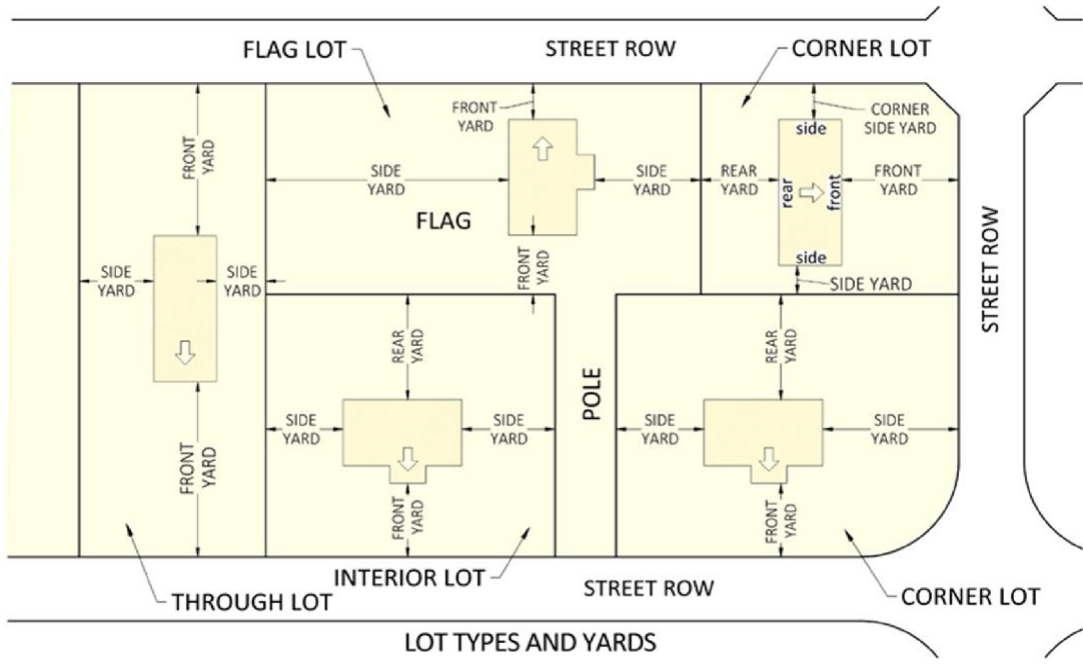 FLAG LOT
STREET ROW
CORNER LOT
FRONT
YARD
CORNER
SIDE YARD
side
FRONT
YARD
SIDE
YARD
SIDE
YARD
REAR
YARD
rear
front
FRONT
YARD
FLAG
side
SIDE
YARD
SIDE
YARD
FRONT
YARD
SIDE YARD
STREET ROW
REAR
YARD
REAR
YARD
POLE
SIDE
YARD
SIDE
YARD
SIDE
YARD
SIDE
YARD
FRONT
YARD
FRONT
YARD
FRONT
YARD
INTERIOR LOT
STREET ROW
THROUGH LOT
CORNER LOT
LOT TYPES AND YARDS